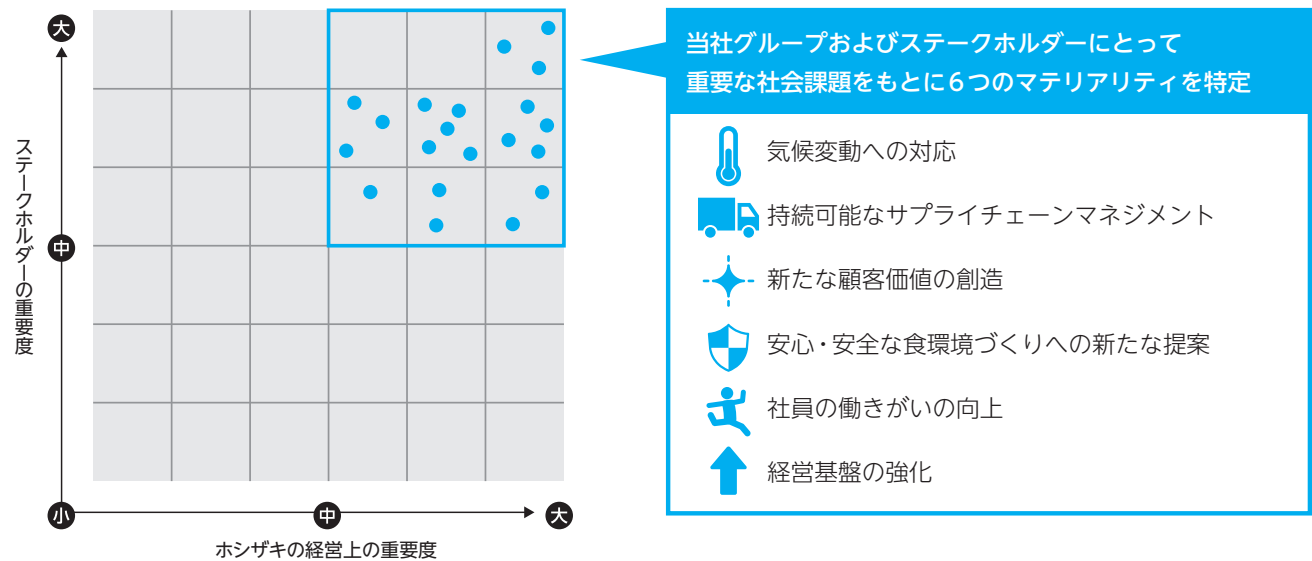 大
ステークホルダーの重要度
中
小
中
大
ホシザキの経営上の重要度
当社グループおよびステークホルダーにとって
重要な社会課題をもとに6つのマテリアリティを特定
気候変動への対応
持続可能なサプライチェーンマネジメント
新たな顧客価値の創造
安心・安全な食環境づくりへの新たな提案
社員の働きがいの向上
経営基盤の強化